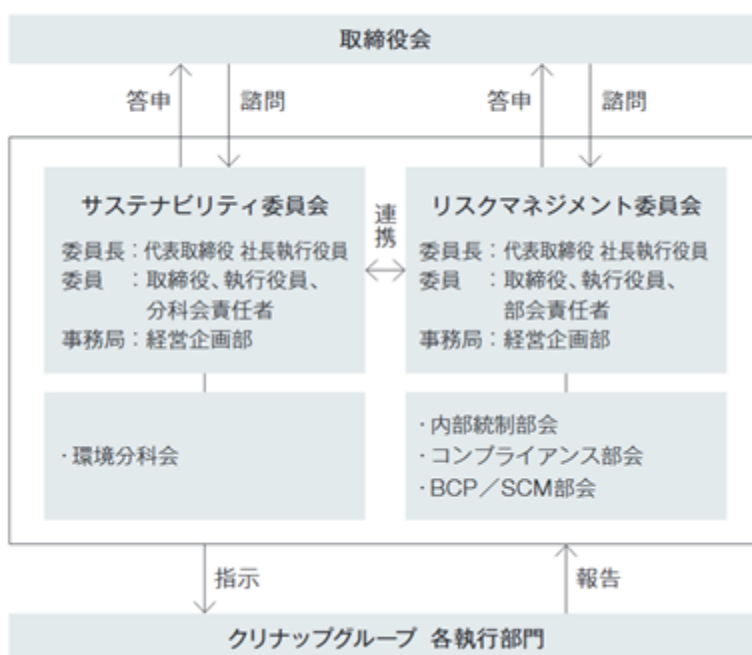 取締役会
答申
諮問
答申
諮問
サステナビリティ委員会
委員長：代表取締役 社長執行役員
委員　：取締役、執行役員、
分科会責任者
事務局：経営企画部
連携
リスクマネジメント委員会
委員長：代表取締役 社長執行役員
委員　：取締役、執行役員、
部会責任者
事務局：経営企画部
・環境分科会
・内部統制部会
・コンプライアンス部会
・BCP／SCM部会
指示
報告
クリナップグループ 各執行部門